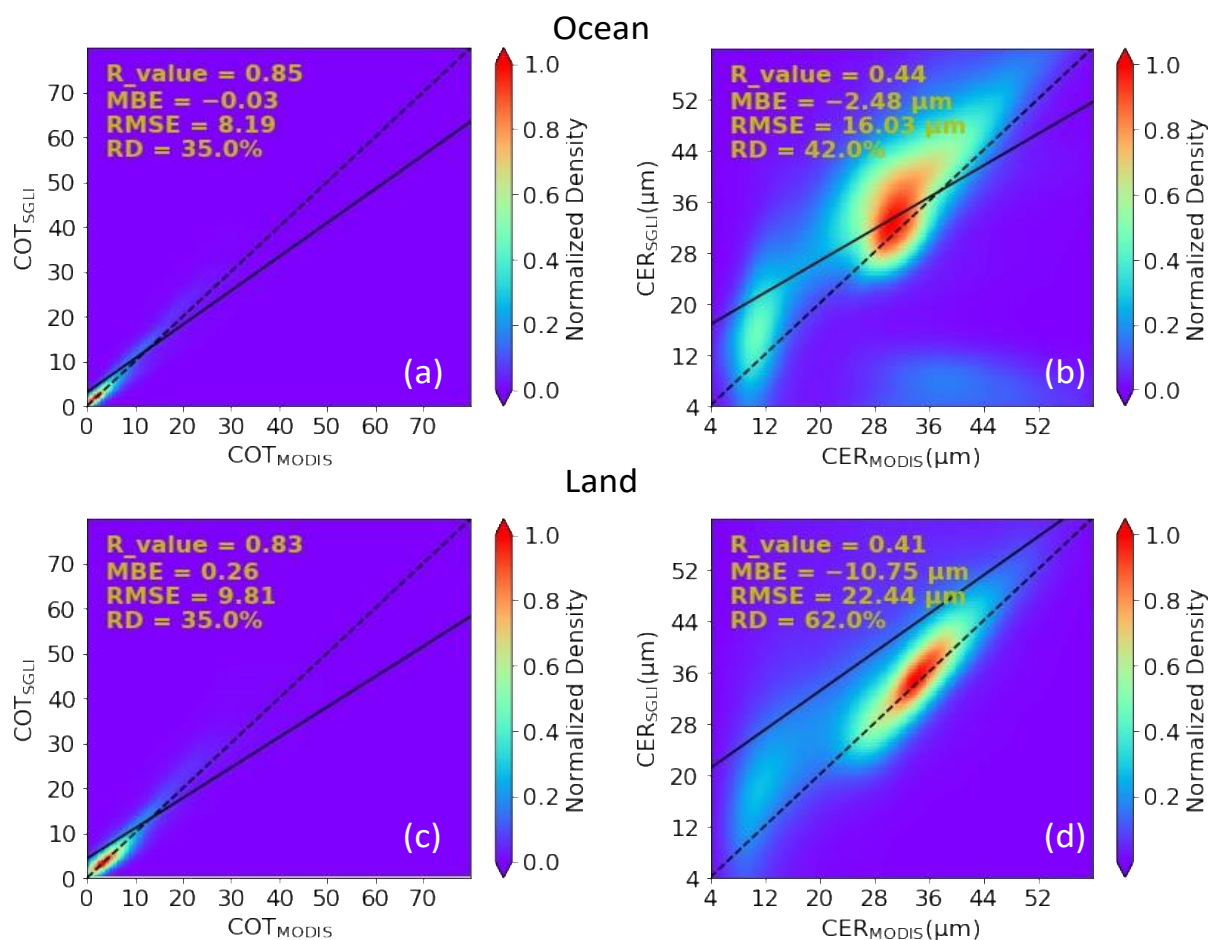 Ocean
R_value = 0.85
MBE = −0.03
RMSE = 8.19
RD = 35.0%
COT_SGLI
70
60
50
40
30
20
10
0
(a)
0 10 20 30 40 50 60 70
COT_MODIS
1.0
0.8
0.6
0.4
0.2
0.0
Normalized Density
R_value = 0.44
MBE = −2.48 μm
RMSE = 16.03 μm
RD = 42.0%
CER_SGLI(μm)
52
44
36
28
20
12
4
(b)
4 12 20 28 36 44 52
CER_MODIS(μm)
1.0
0.8
0.6
0.4
0.2
0.0
Normalized Density
Land
R_value = 0.83
MBE = 0.26
RMSE = 9.81
RD = 35.0%
COT_SGLI
70
60
50
40
30
20
10
0
(c)
0 10 20 30 40 50 60 70
COT_MODIS
1.0
0.8
0.6
0.4
0.2
0.0
Normalized Density
R_value = 0.41
MBE = −10.75 μm
RMSE = 22.44 μm
RD = 62.0%
CER_SGLI(μm)
52
44
36
28
20
12
4
(d)
4 12 20 28 36 44 52
CER_MODIS(μm)
1.0
0.8
0.6
0.4
0.2
Normalized Density